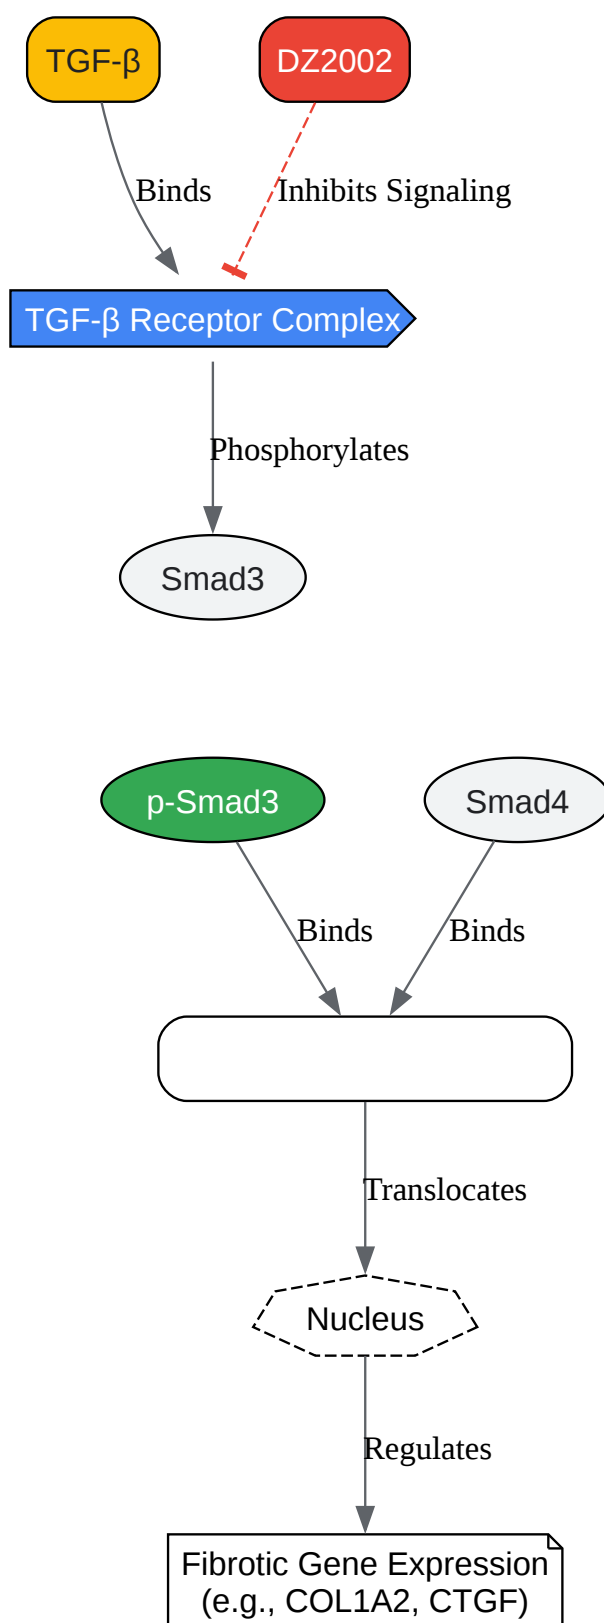 TGF-β
DZ2002
Binds
Inhibits Signaling
TGF-β Receptor Complex
Phosphorylates
Smad3
p-Smad3
Smad4
Binds
Binds
Translocates
Nucleus
Regulates
Fibrotic Gene Expression
(e.g., COL1A2, CTGF)